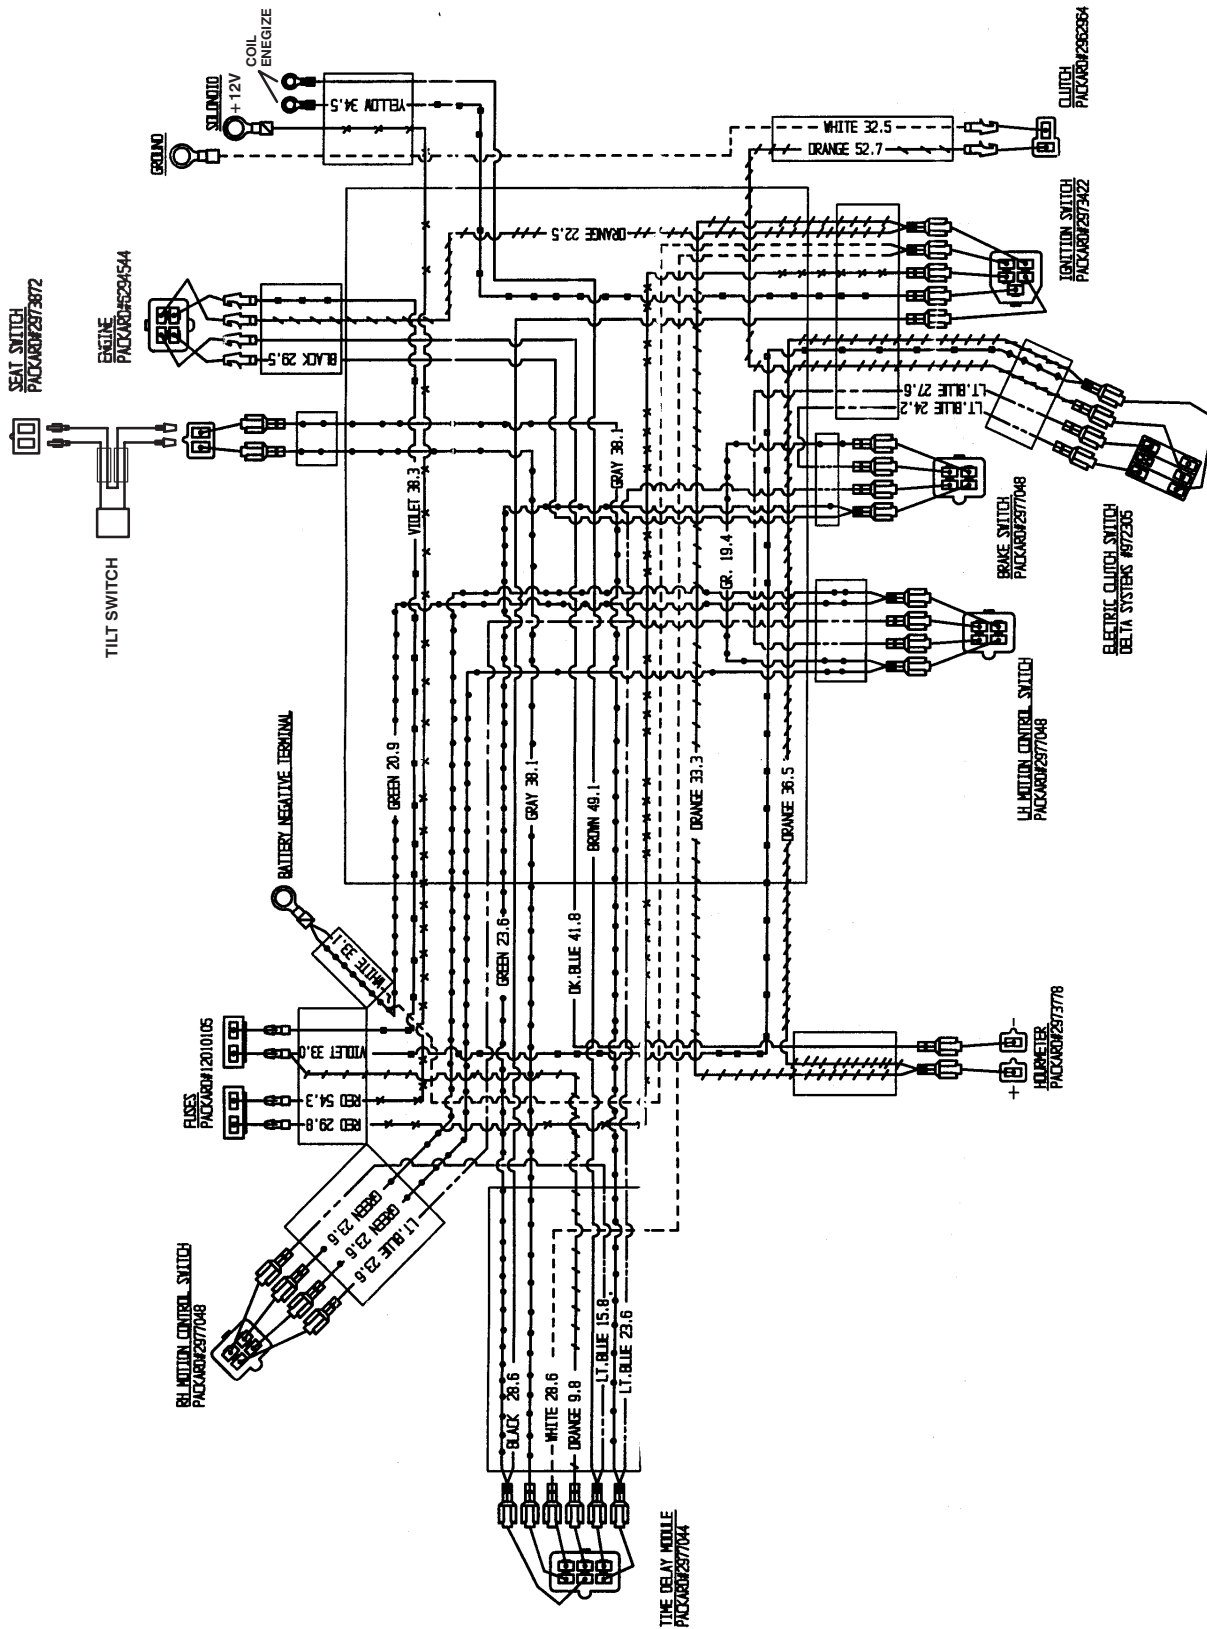 SEAT SWITCH
PACKARD#2973872
ENGINE
PACKARD#6294544
GROUND
SOLONOID
+12V
COIL
ENEGIZE
YELLOW 34.5
CLUTCH
PACKARD#2962964
WHITE 32.5
ORANGE 52.7
IGNITION SWITCH
PACKARD#2973422
ORANGE 22.5
BLACK 29.5
TILT SWITCH
VIOLET 38.3
GRAY 38.1
LT.BLUE 27.6
LT.BLUE 24.2
GR. 19.4
BRAKE SWITCH
PACKARD#2977048
ELECTRIC CLUTCH SWITCH
DELTA SYSTEMS #972305
LH MOTION CONTROL SWITCH
PACKARD#2977048
BATTERY NEGATIVE TERMINAL
WHITE 33.1
GREEN 20.9
GREEN 23.6
GRAY 38.1
DK.BLUE 41.8
BROWN 49.1
ORANGE 33.3
ORANGE 36.5
FUSES
PACKARD#12010105
VIOLET 33.0
RED 54.3
RED 29.8
HOURMETER
PACKARD#2973778
+
-
RH MOTION CONTROL SWITCH
PACKARD#2977048
GREEN 23.6
GREEN 23.6
LT.BLUE 23.6
BLACK 28.6
WHITE 28.6
ORANGE 9.8
LT.BLUE 15.8
LT.BLUE 23.6
TIME DELAY MODULE
PACKARD#2977044